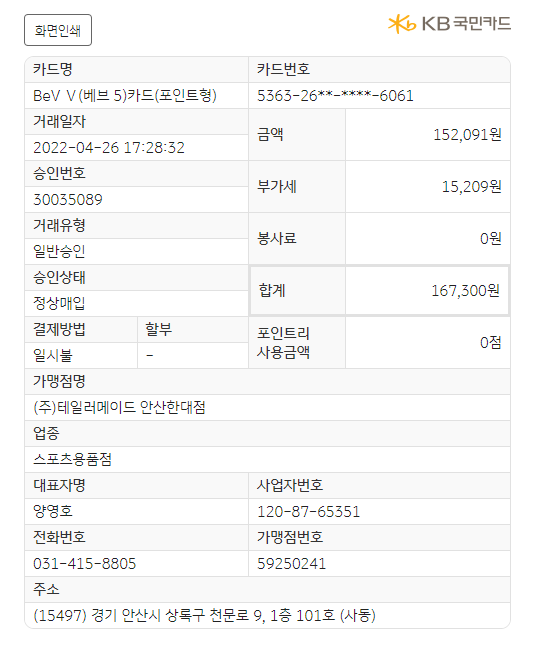 화면인쇄
KB 국민카드
카드명
카드번호
BeV Ⅴ(베브 5)카드(포인트형)
5363-26**-****-6061
거래일자
2022-04-26 17:28:32
금액
152,091원
승인번호
30035089
부가세
15,209원
거래유형
일반승인
봉사료
0원
승인상태
정상매입
합계
167,300원
결제방법
할부
일시불
-
포인트리
사용금액
0점
가맹점명
(주)테일러메이드 안산한대점
업종
스포츠용품점
대표자명
사업자번호
양영호
120-87-65351
전화번호
가맹점번호
031-415-8805
59250241
주소
(15497) 경기 안산시 상록구 천문로 9, 1층 101호 (사동)